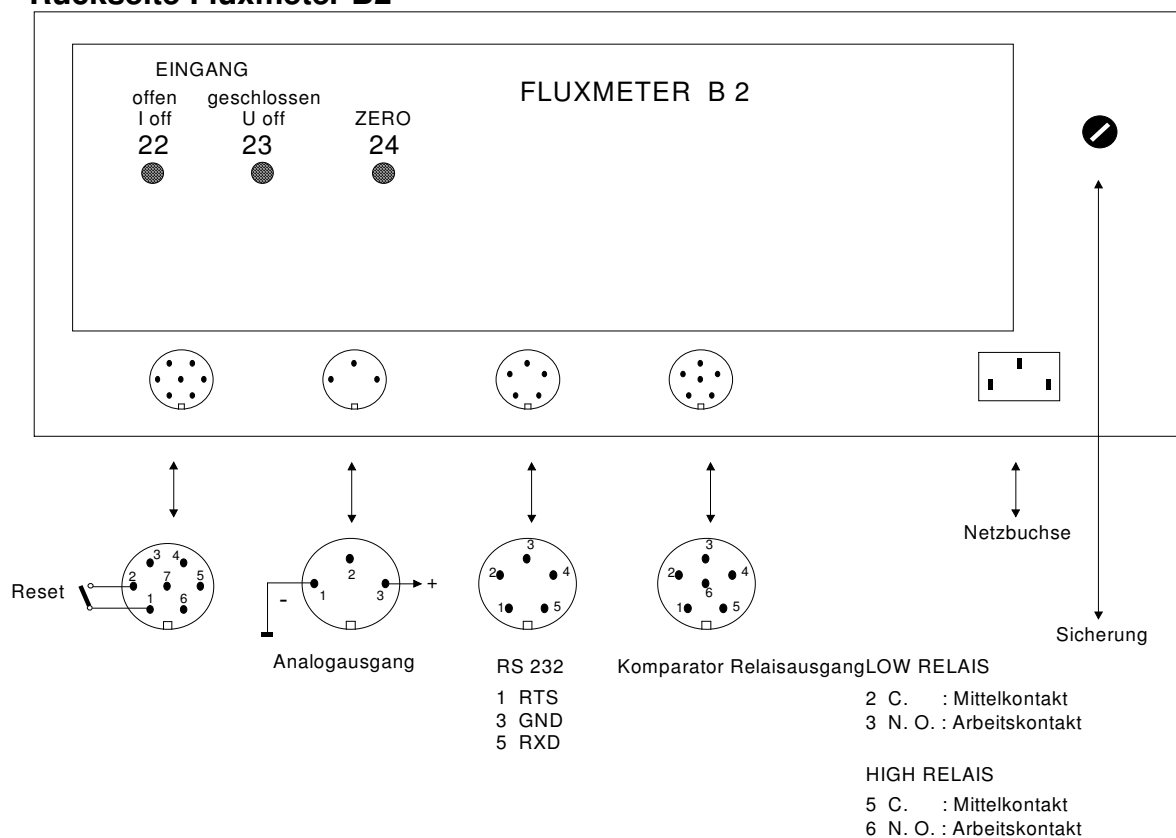 Rückseite Fluxmeter B2
EINGANG
FLUXMETER B 2
offen geschlossen
I off U off ZERO
22 23 24
Netzbuchse
Sicherung
Reset
1 2 3 4 5 6 7
- 1 2 3 +
1 2 3 4 5
1 2 3 4 5 6
Analogausgang
RS 232
1 RTS
3 GND
5 RXD
Komparator Relaisausgang
LOW RELAIS
2 C. : Mittelkontakt
3 N. O. : Arbeitskontakt
HIGH RELAIS
5 C. : Mittelkontakt
6 N. O. : Arbeitskontakt